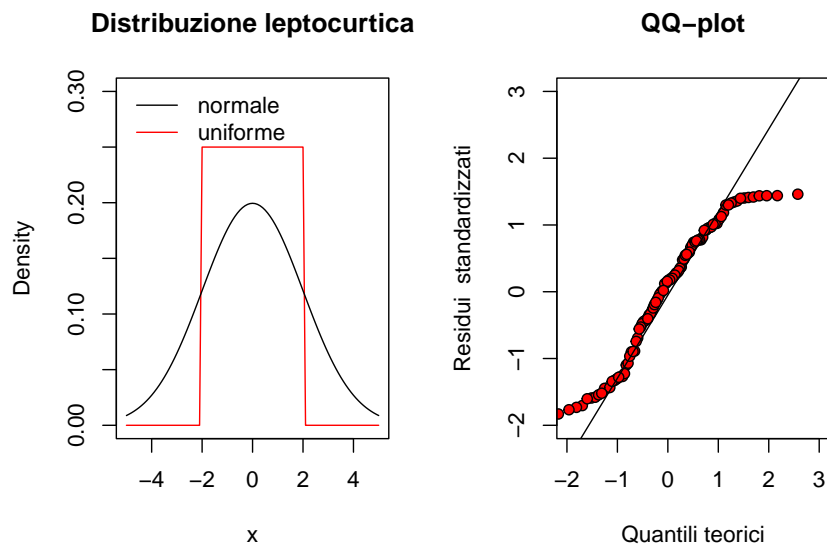 Distribuzione leptocurtica
0.30
0.20
0.10
0.00
Density
normale
uniforme
−4 −2 0 2 4
x
QQ−plot
3
2
1
0
−1
−2
Residui standardizzati
−2 −1 0 1 2 3
Quantili teorici